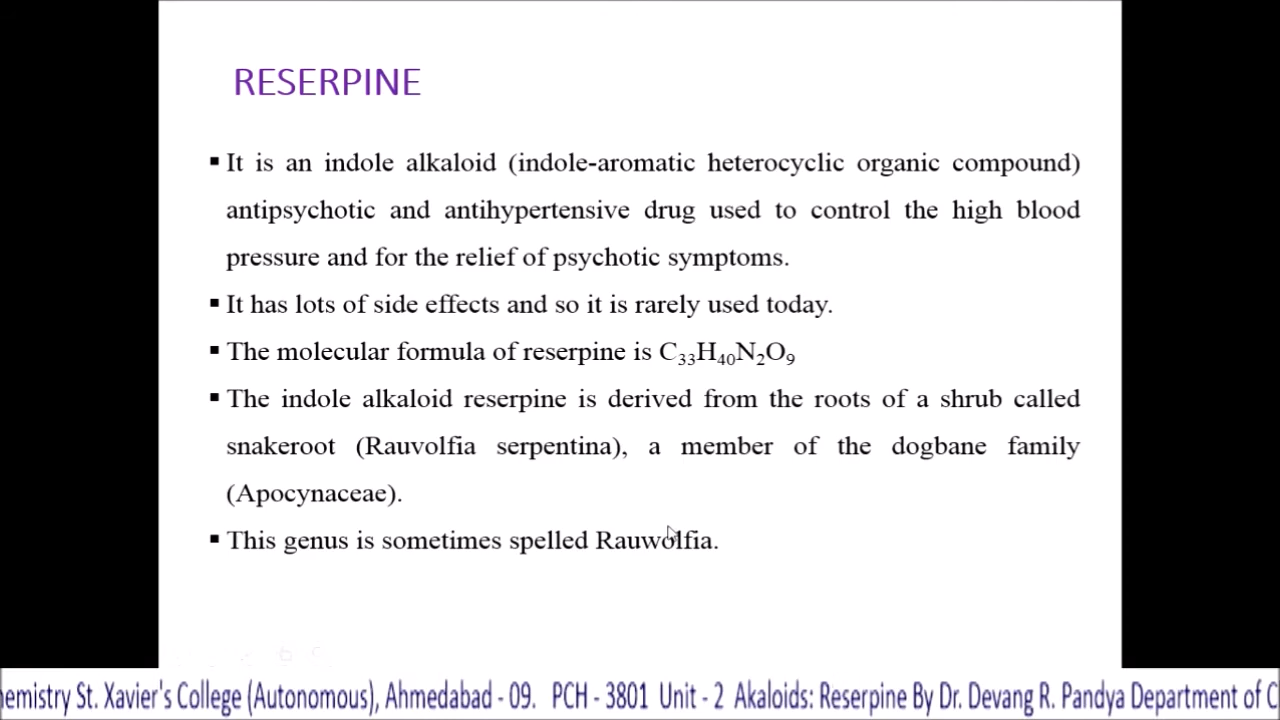 RESERPINE
▪ It is an indole alkaloid (indole-aromatic heterocyclic organic compound)
antipsychotic and antihypertensive drug used to control the high blood
pressure and for the relief of psychotic symptoms.
▪ It has lots of side effects and so it is rarely used today.
▪ The molecular formula of reserpine is C₃₃H₄₀N₂O₉
▪ The indole alkaloid reserpine is derived from the roots of a shrub called
snakeroot (Rauvolfia serpentina), a member of the dogbane family
(Apocynaceae).
▪ This genus is sometimes spelled Rauwolfia.
hemistry St. Xavier's College (Autonomous), Ahmedabad - 09. PCH - 3801 Unit - 2 Akaloids: Reserpine By Dr. Devang R. Pandya Department of C